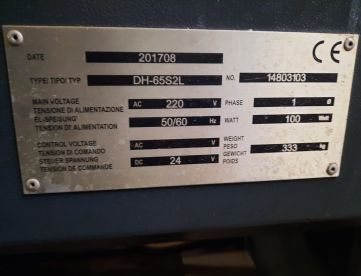 CE
DATE 201708
TYPE/ TIPO/ TYP DH-65S2L NO. 14803103
MAIN VOLTAGE AC 220 V PHASE 1 Ø
TENSIONE DI ALIMENTAZIONE
EL-SPEISUNG 50/60 Hz WATT 100 Watt
TENSION D/ ALIMENTATION
CONTROL VOLTAGE AC V WEIGHT
TENSION DI COMANDO PESO 333 kg
STEUER.SPANNUNG DC 24 V GEWICHT
TENSION DE COMMANDE POIDS